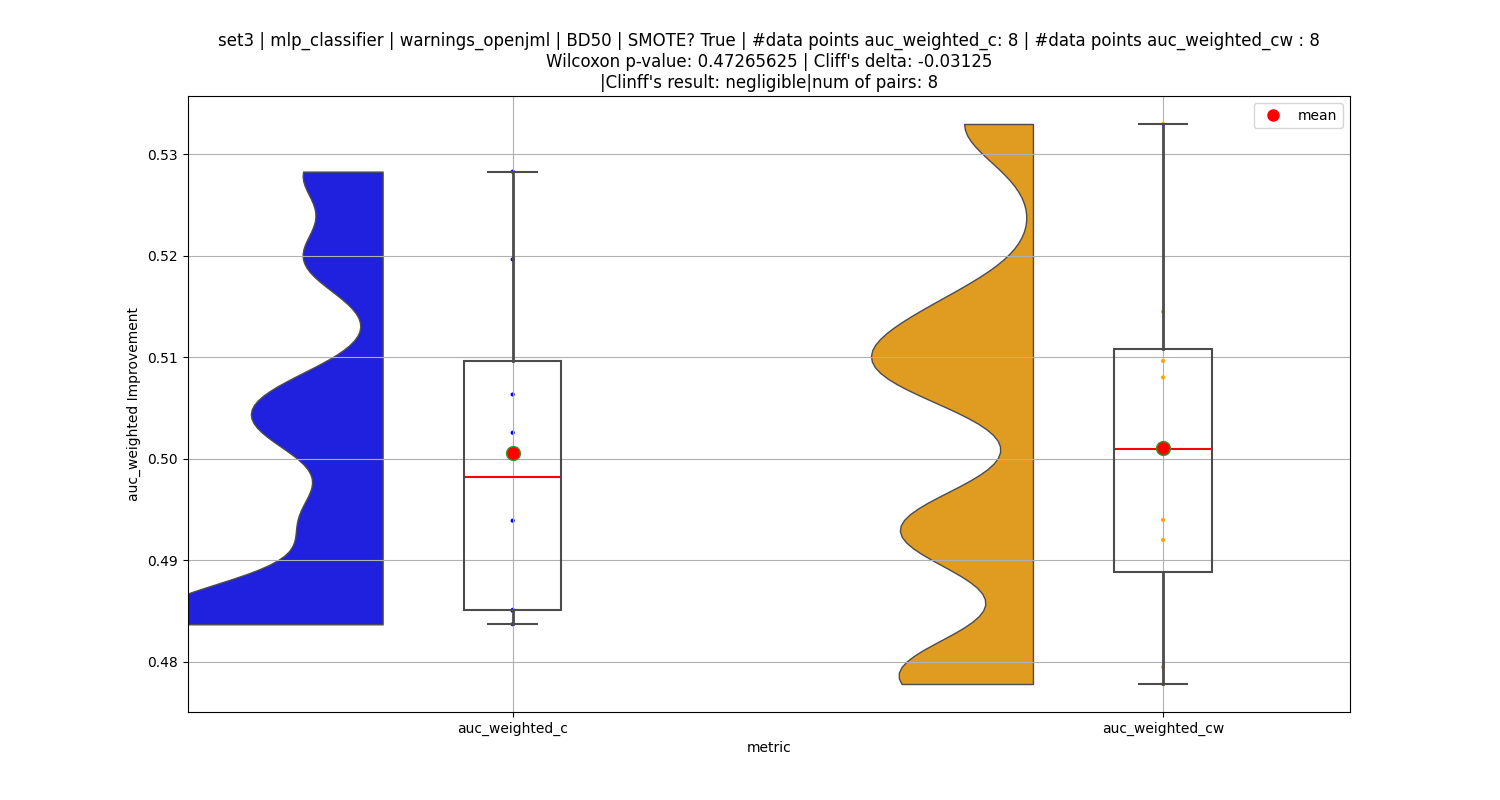 set3 | mlp_classifier | warnings_openjml | BD50 | SMOTE? True | #data points auc_weighted_c: 8 | #data points auc_weighted_cw : 8
Wilcoxon p-value: 0.47265625 | Cliff's delta: -0.03125
|Clinff's result: negligible|num of pairs: 8
mean
0.53
0.52
0.51
0.50
0.49
0.48
auc_weighted Improvement
auc_weighted_c
auc_weighted_cw
metric